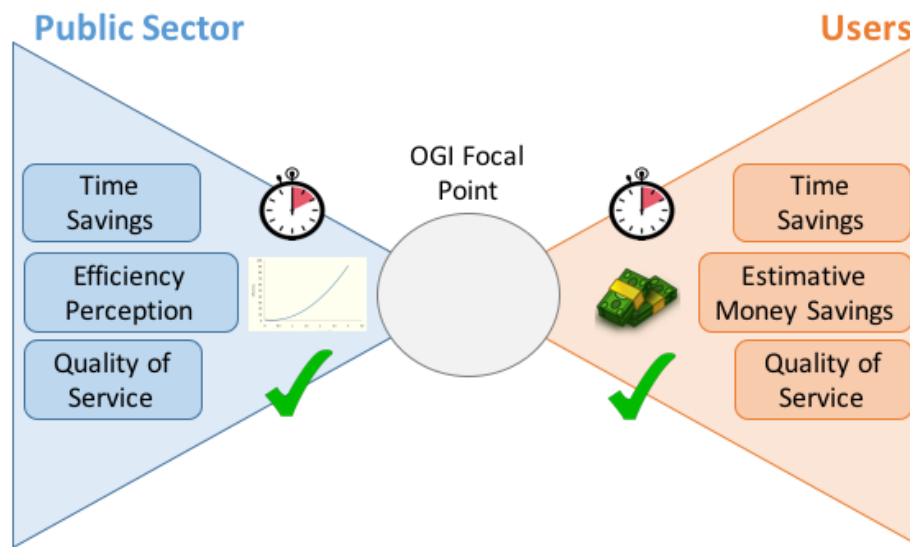 Public Sector
Users
OGI Focal
Point
Time
Savings
Efficiency
Perception
Quality of
Service
Time
Savings
Estimative
Money Savings
Quality of
Service